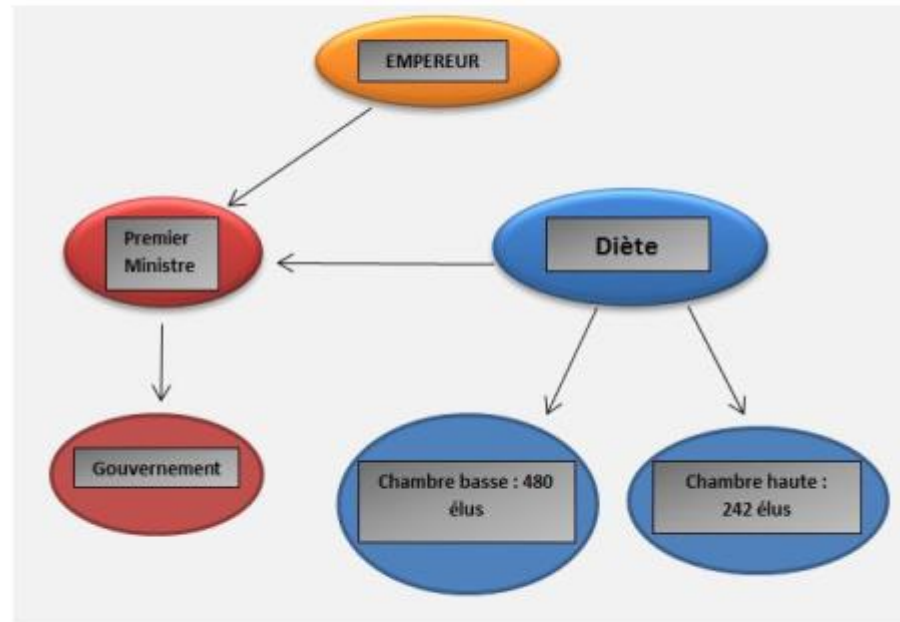 EMPEREUR
Premier
Ministre
Diète
Gouvernement
Chambre basse : 480
élus
Chambre haute :
242 élus